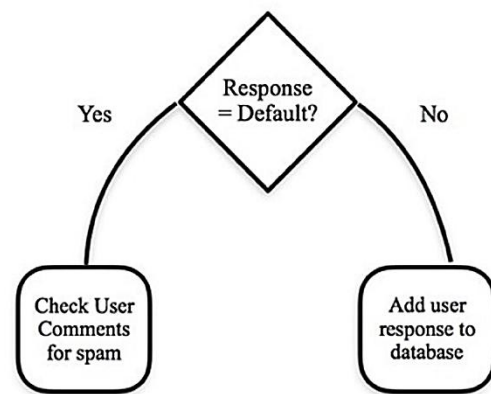 Response
= Default?
Yes
No
Check User
Comments
for spam
Add user
response to
database